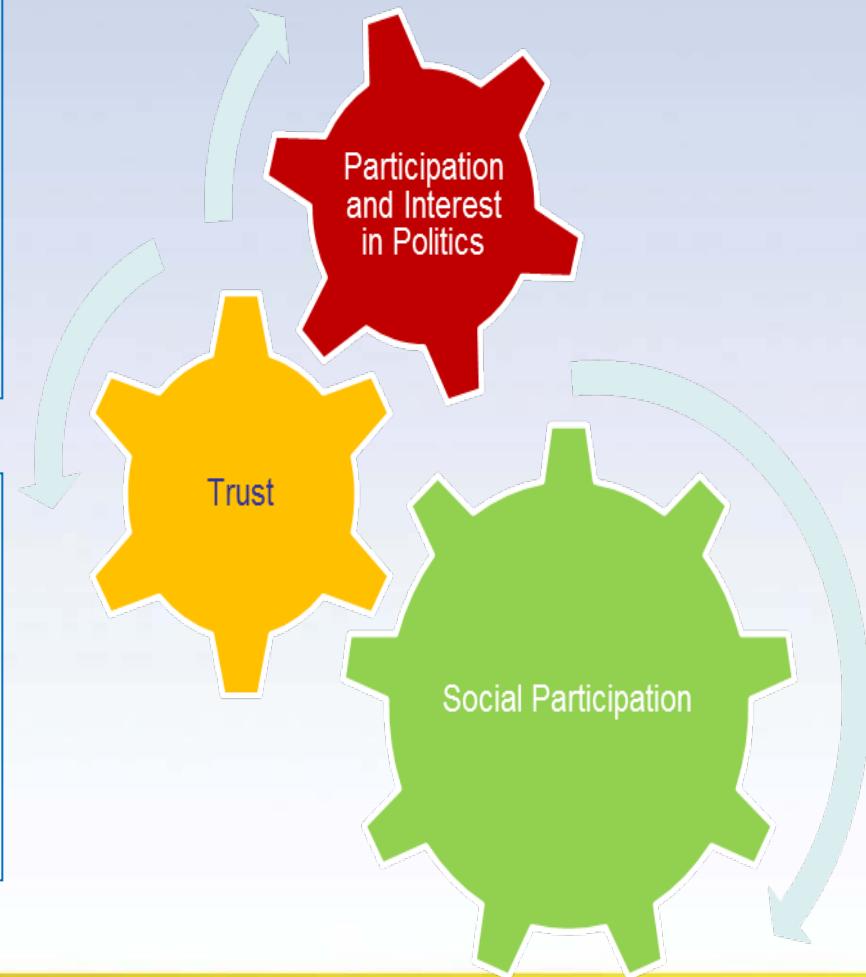 Participation
and Interest
in Politics
Trust
Social Participation